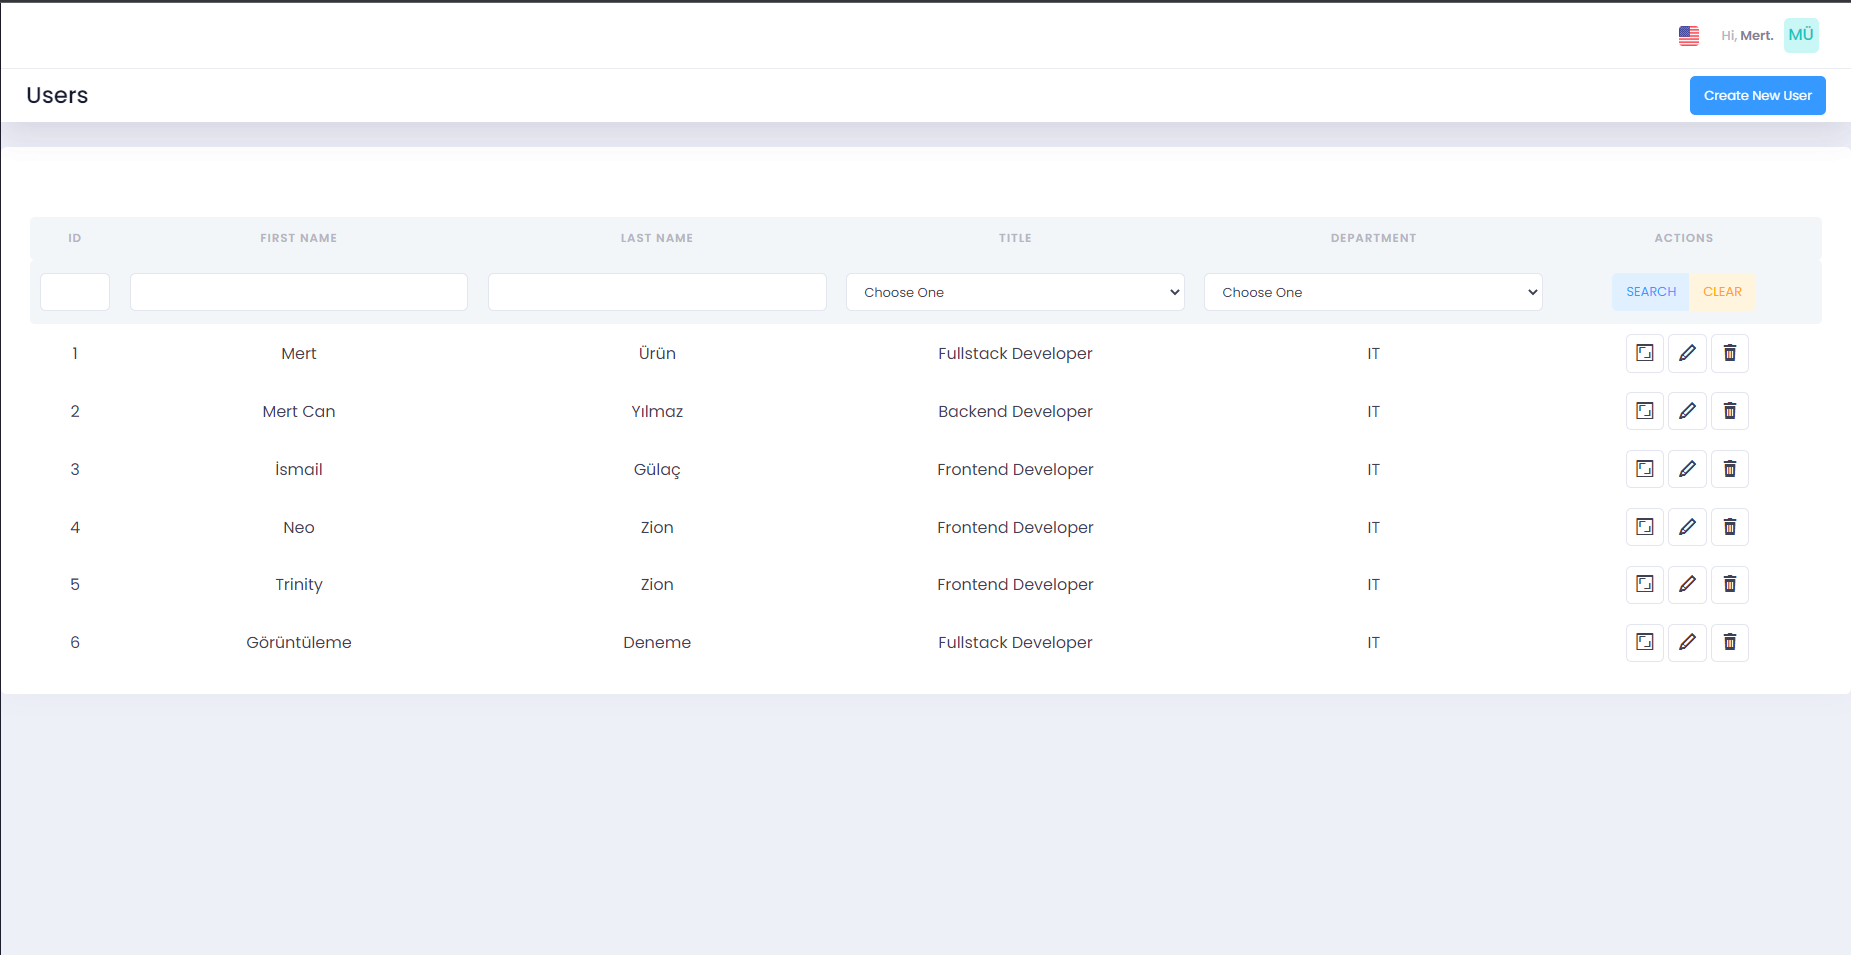 Hi, Mert. MÜ
Users Create New User
ID FIRST NAME LAST NAME TITLE DEPARTMENT ACTIONS
Choose One Choose One SEARCH CLEAR
1 Mert Ürün Fullstack Developer IT
2 Mert Can Yılmaz Backend Developer IT
3 İsmail Gülaç Frontend Developer IT
4 Neo Zion Frontend Developer IT
5 Trinity Zion Frontend Developer IT
6 Görüntüleme Deneme Fullstack Developer IT